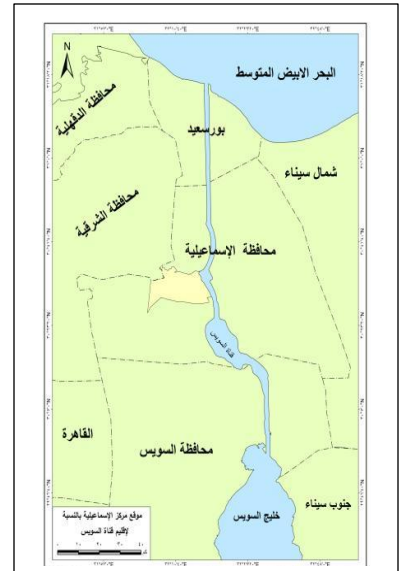 N
البحر الابيض المتوسط
محافظة الدقهلية
بورسعيد
شمال سيناء
محافظة الشرقية
محافظة الإسماعيلية
قناة السويس
القاهرة
محافظة السويس
جنوب سيناء
خليج السويس
موقع مركز الإسماعيلية بالنسبة
لإقليم قناة السويس